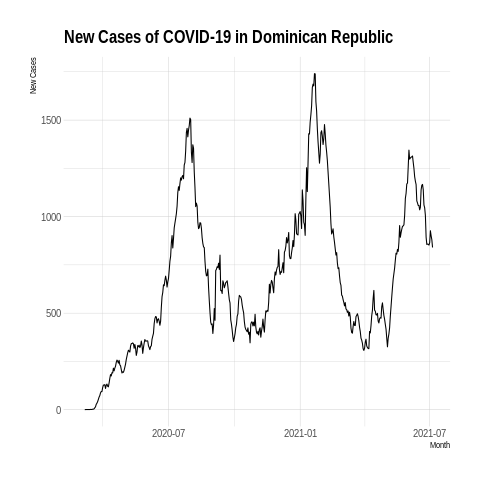 New Cases of COVID-19 in Dominican Republic
New Cases
1500
1000
500
0
2020-07 2021-01 2021-07
Month